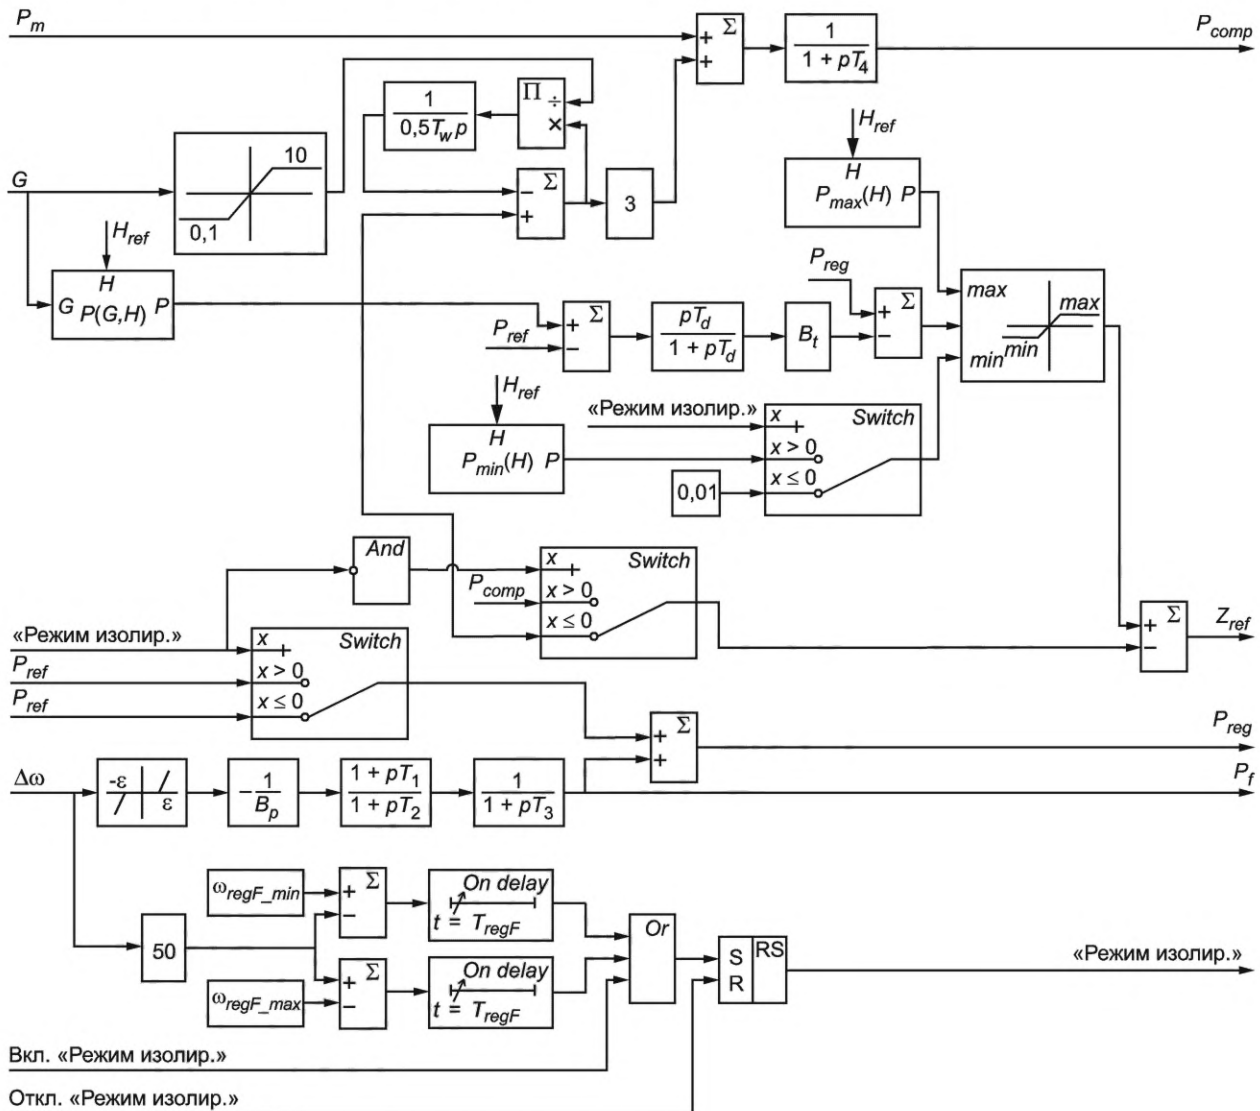 P_m
+
+
Σ
1
1 + pT_4
P_comp
1
0,5T_w p
Π
÷
×
H_ref
H
P_max(H) P
10
0,1
G
−
+
Σ
3
H_ref
H
G P(G,H) P
P_ref
+
−
Σ
pT_d
1 + pT_d
B_t
P_reg
+
−
Σ
max
min
max
min
H_ref
H
P_min(H) P
«Режим изолир.»
x
+
Switch
x > 0
x ≤ 0
0,01
And
x
+
Switch
P_comp
x > 0
x ≤ 0
+
−
Σ
Z_ref
«Режим изолир.»
x
+
Switch
P_ref
x > 0
P_ref
x ≤ 0
+
+
Σ
P_reg
Δω
-ε
ε
−
1
B_p
1 + pT_1
1 + pT_2
1
1 + pT_3
P_f
ω_regF_min
+
−
Σ
On delay
t = T_regF
50
ω_regF_max
+
−
Σ
On delay
t = T_regF
Or
S
R
RS
«Режим изолир.»
Вкл. «Режим изолир.»
Откл. «Режим изолир.»